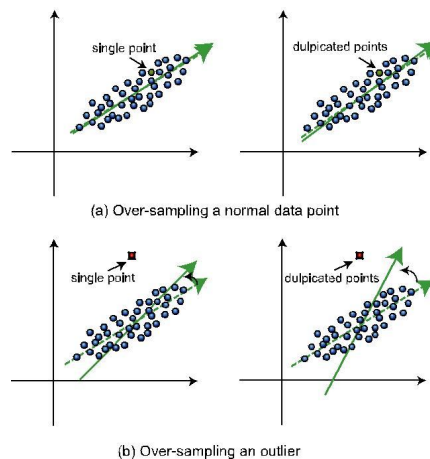 single point
dulpicated points
(a) Over-sampling a normal data point
single point
dulpicated points
(b) Over-sampling an outlier